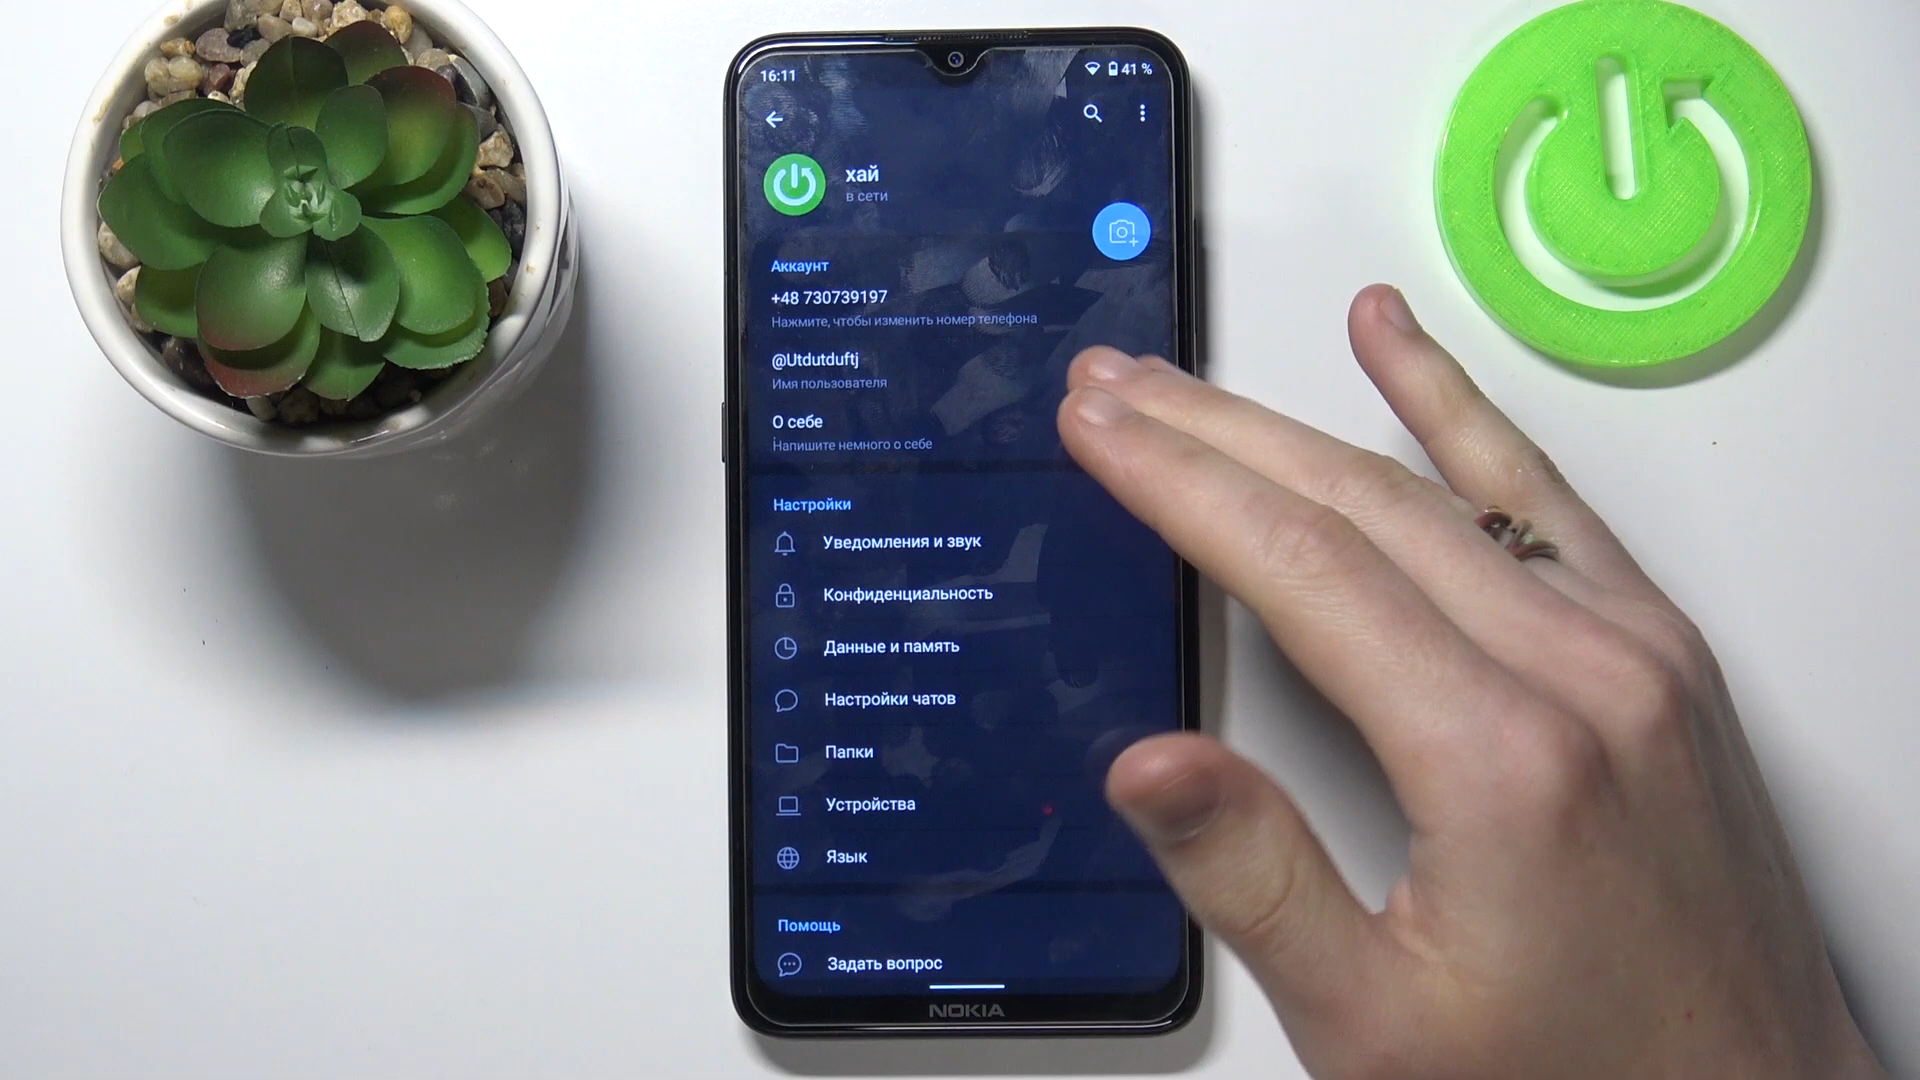 16:11
41 %
хай
в сети
Аккаунт
+48 730739197
Нажмите, чтобы изменить номер телефона
@Utdutduftj
Имя пользователя
О себе
Напишите немного о себе
Настройки
Уведомления и звук
Конфиденциальность
Данные и память
Настройки чатов
Папки
Устройства
Язык
Помощь
Задать вопрос
NOKIA